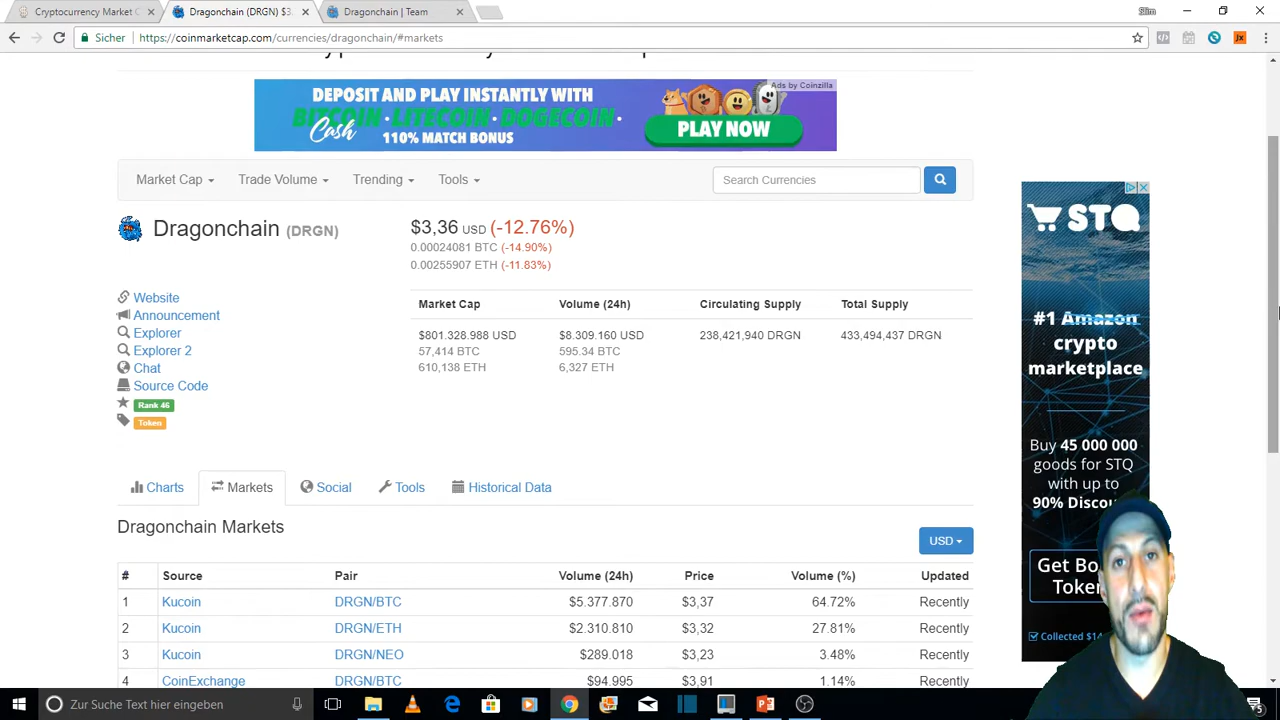 Cryptocurrency Market C
Dragonchain (DRGN) $3
Dragonchain | Team
Slim
Sicher
https://coinmarketcap.com/currencies/dragonchain/#markets
Ads by Coinzilla
DEPOSIT AND PLAY INSTANTLY WITH
BITCOIN • LITECOIN • DOGECOIN •
Cash 110% MATCH BONUS
PLAY NOW
Market Cap Trade Volume Trending Tools
Search Currencies
Dragonchain (DRGN)
$3,36 USD (-12.76%)
0.00024081 BTC (-14.90%)
0.00255907 ETH (-11.83%)
Website
Announcement
Explorer
Explorer 2
Chat
Source Code
Rank 46
Token
Market Cap Volume (24h) Circulating Supply Total Supply
$801.328.988 USD $8.309.160 USD 238,421,940 DRGN 433,494,437 DRGN
57,414 BTC 595.34 BTC
610,138 ETH 6,327 ETH
STQ
#1 Amazon
crypto
marketplace
Buy 45 000 000
goods for STQ
with up to
90% Discou
Get Bo
Token
Collected $14
Charts Markets Social Tools Historical Data
Dragonchain Markets
USD
# Source Pair Volume (24h) Price Volume (%) Updated
1 Kucoin DRGN/BTC $5.377.870 $3,37 64.72% Recently
2 Kucoin DRGN/ETH $2.310.810 $3,32 27.81% Recently
3 Kucoin DRGN/NEO $289.018 $3,23 3.48% Recently
4 CoinExchange DRGN/BTC $94.995 $3,91 1.14% Recently
Zur Suche Text hier eingeben